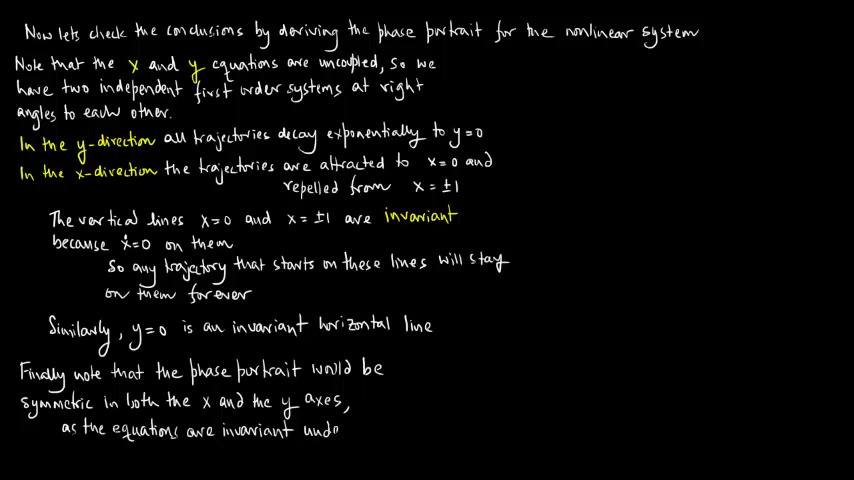 Now lets check the conclusions by deriving the phase portrait for the nonlinear system
Note that the x and y equations are uncoupled, so we
have two independent first order systems at right
angles to each other.
In the y-direction all trajectories decay exponentially to y=0
In the x-direction the trajectories are attracted to x=0 and
repelled from x=±1
The vertical lines x=0 and x=±1 are invariant
because ẋ=0 on them
So any trajectory that starts on these lines will stay
on them forever
Similarly, y=0 is an invariant horizontal line
Finally note that the phase portrait would be
symmetric in both the x and the y axes,
as the equations are invariant und